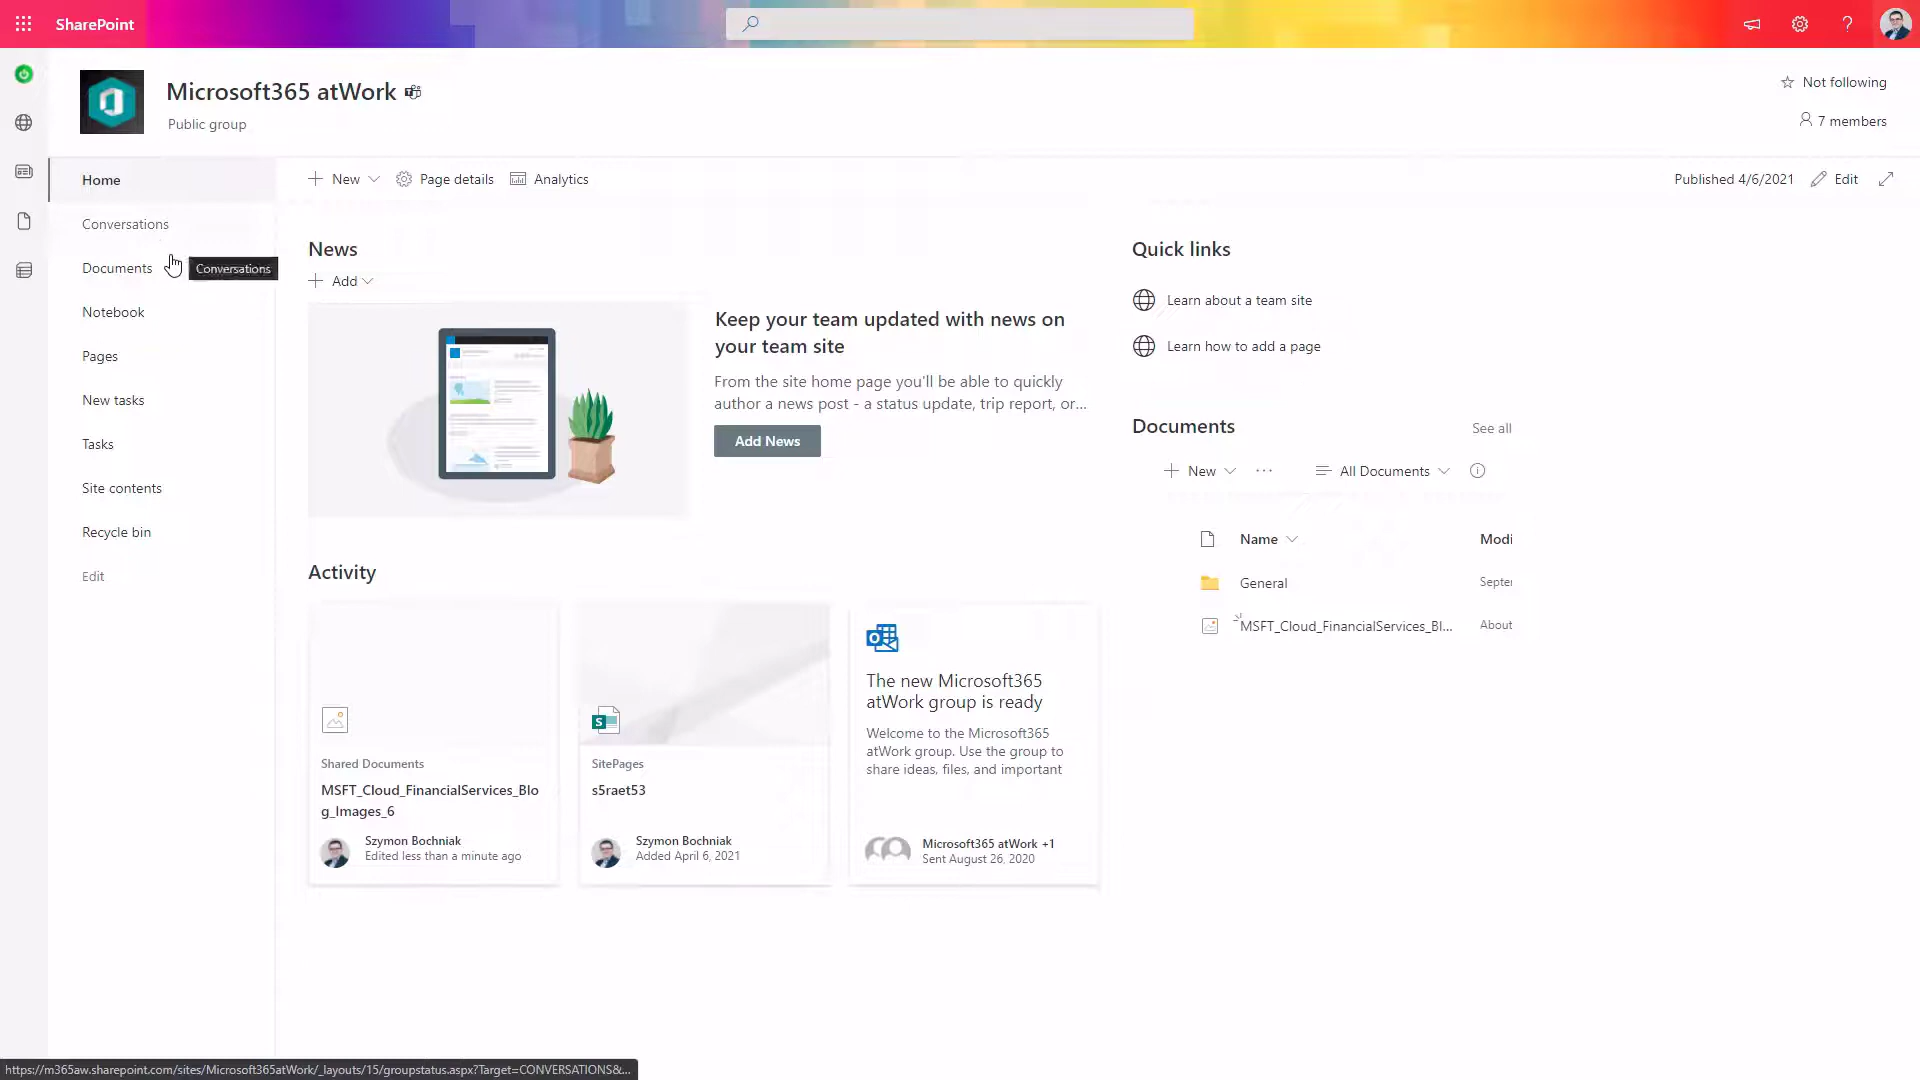 SharePoint
Microsoft365 atWork
Public group
Not following
7 members
Home
Conversations
Documents
Conversations
Notebook
Pages
New tasks
Tasks
Site contents
Recycle bin
Edit
New
Page details
Analytics
Published 4/6/2021
Edit
News
Add
Keep your team updated with news on
your team site
From the site home page you'll be able to quickly
author a news post - a status update, trip report, or...
Add News
Quick links
Learn about a team site
Learn how to add a page
Documents
See all
New
All Documents
Name
Modi
General
Septer
MSFT_Cloud_FinancialServices_Bl...
About
Activity
Shared Documents
MSFT_Cloud_FinancialServices_Blo
g_Images_6
Szymon Bochniak
Edited less than a minute ago
SitePages
s5raet53
Szymon Bochniak
Added April 6, 2021
The new Microsoft365
atWork group is ready
Welcome to the Microsoft365
atWork group. Use the group to
share ideas, files, and important
Microsoft365 atWork +1
Sent August 26, 2020
https://m365aw.sharepoint.com/sites/Microsoft365atWork/_layouts/15/groupstatus.aspx?Target=CONVERSATIONS&...